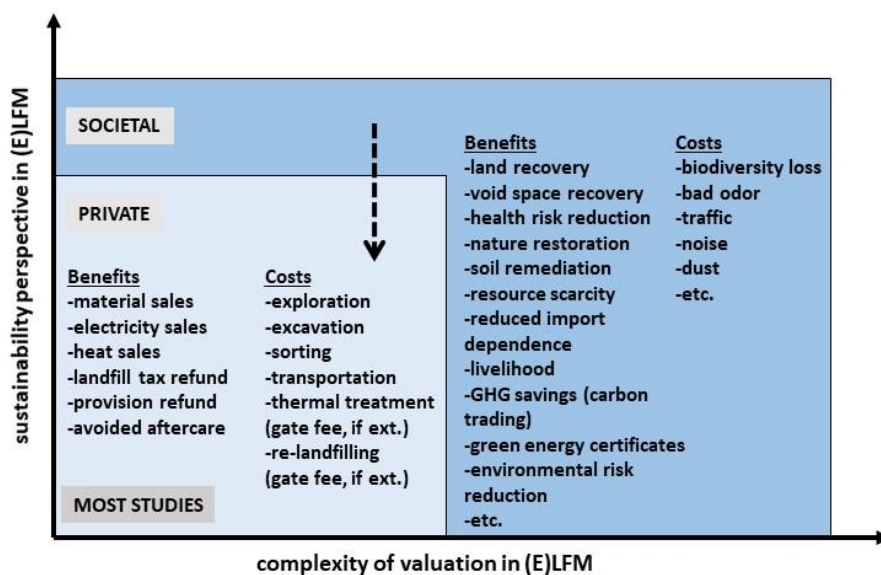 sustainability perspective in (E)LFM
SOCIETAL
PRIVATE
Benefits
-material sales
-electricity sales
-heat sales
-landfill tax refund
-provision refund
-avoided aftercare
Costs
-exploration
-excavation
-sorting
-transportation
-thermal treatment
(gate fee, if ext.)
-re-landfilling
(gate fee, if ext.)
MOST STUDIES
Benefits
-land recovery
-void space recovery
-health risk reduction
-nature restoration
-soil remediation
-resource scarcity
-reduced import
dependence
-livelihood
-GHG savings (carbon
trading)
-green energy certificates
-environmental risk
reduction
-etc.
Costs
-biodiversity loss
-bad odor
-traffic
-noise
-dust
-etc.
complexity of valuation in (E)LFM